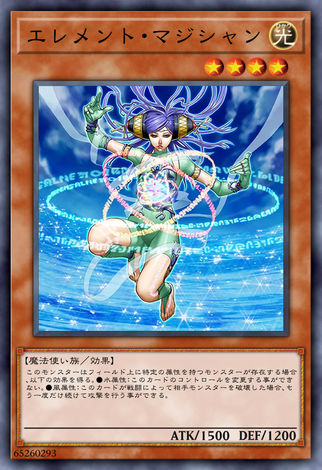 エレメント・マジシャン
光
【魔法使い族/効果】
このモンスターはフィールド上に特定の属性を持つモンスターが存在する場合、
以下の効果を得る。●水属性:このカードのコントロールを変更する事ができ
ない。●風属性:このカードが戦闘によって相手モンスターを破壊した場合、も
う一度だけ続けて攻撃を行う事ができる。
ATK/1500 DEF/1200
65260293